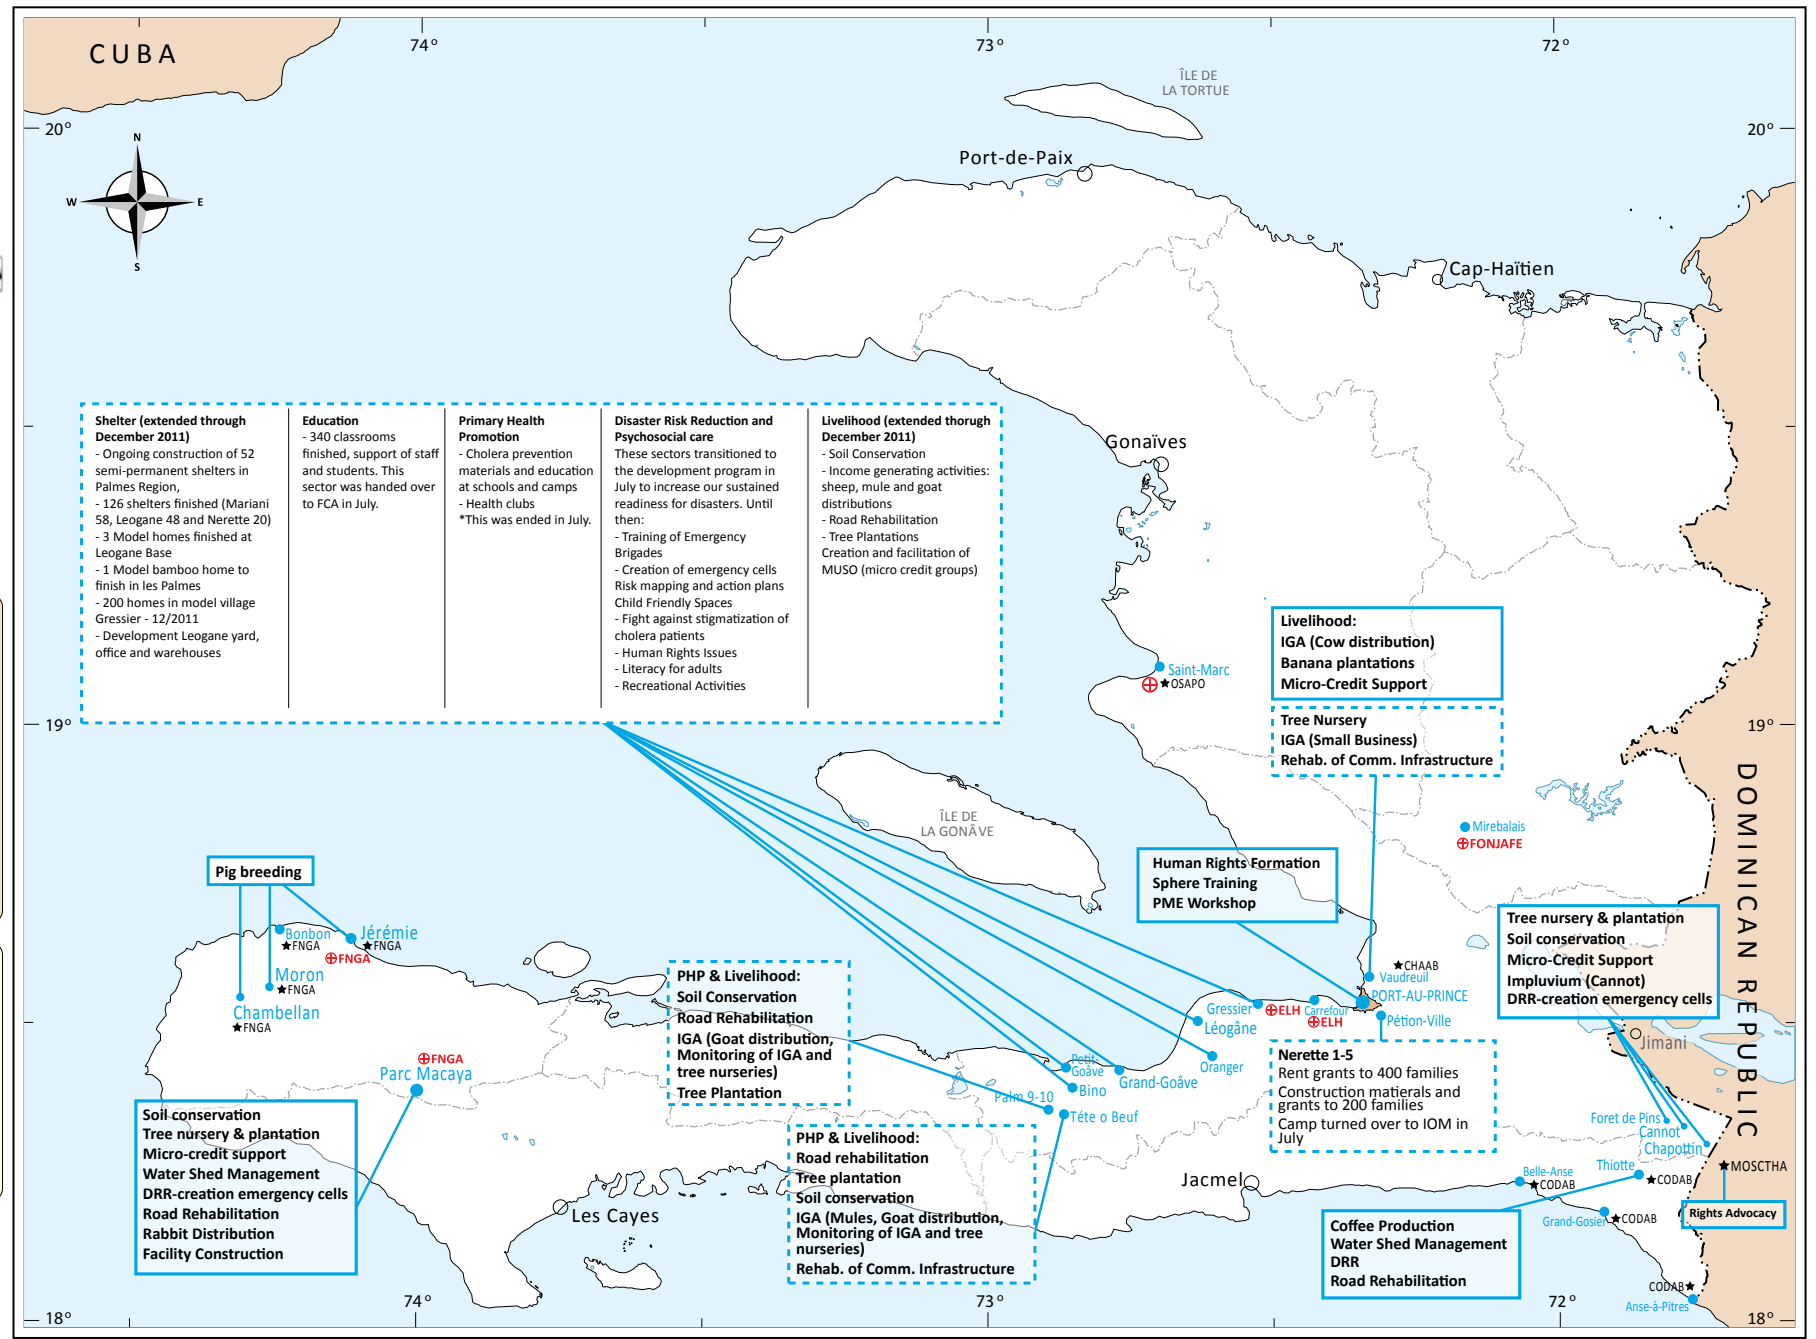 CUBA
74°
73°
72°
20°
20°
N
W
E
S
ÎLE DE
LA TORTUE
Port-de-Paix
Cap-Haïtien
Gonaïves
Shelter (extended through
December 2011)
- Ongoing construction of 52
semi-permanent shelters in
Palmes Region,
- 126 shelters finished (Mariani
58, Leogane 48 and Nerette 20)
- 3 Model homes finished at
Leogane Base
- 1 Model bamboo home to
finish in les Palmes
- 200 homes in model village
Gressier - 12/2011
- Development Leogane yard,
office and warehouses
Education
- 340 classrooms
finished, support of staff
and students. This
sector was handed over
to FCA in July.
Primary Health
Promotion
- Cholera prevention
materials and education
at schools and camps
- Health clubs
*This was ended in July.
Disaster Risk Reduction and
Psychosocial care
These sectors transitioned to
the development program in
July to increase our sustained
readiness for disasters. Until
then:
- Training of Emergency
Brigades
- Creation of emergency cells
Risk mapping and action plans
Child Friendly Spaces
- Fight against stigmatization of
cholera patients
- Human Rights Issues
- Literacy for adults
- Recreational Activities
Livelihood (extended thorugh
December 2011)
- Soil Conservation
- Income generating activities:
sheep, mule and goat
distributions
- Road Rehabilitation
- Tree Plantations
Creation and facilitation of
MUSO (micro credit groups)
Saint-Marc
OSAPO
Livelihood:
IGA (Cow distribution)
Banana plantations
Micro-Credit Support
Tree Nursery
IGA (Small Business)
Rehab. of Comm. Infrastructure
19°
19°
DOMINICAN REPUBLIC
ÎLE DE
LA GONÂVE
Mirebalais
FONJAFE
Human Rights Formation
Sphere Training
PME Workshop
Pig breeding
Bonbon
FNGA
Jérémie
FNGA
FNGA
Moron
FNGA
Chambellan
FNGA
FNGA
Parc Macaya
Soil conservation
Tree nursery & plantation
Micro-credit support
Water Shed Management
DRR-creation emergency cells
Road Rehabilitation
Rabbit Distribution
Facility Construction
PHP & Livelihood:
Soil Conservation
Road Rehabilitation
IGA (Goat distribution,
Monitoring of IGA and
tree nurseries)
Tree Plantation
CHAAB
Vaudreuil
PORT-AU-PRINCE
Pétion-Ville
Gressier
ELH
Carrefour
ELH
Léogâne
Oranger
Petit-
Goâve
Grand-Goâve
Bino
Palm 9-10
Téte o Beuf
Tree nursery & plantation
Soil conservation
Micro-Credit Support
Impluvium (Cannot)
DRR-creation emergency cells
Jimani
Nerette 1-5
Rent grants to 400 families
Construction matierals and
grants to 200 families
Camp turned over to IOM in
July
PHP & Livelihood:
Road rehabilitation
Tree plantation
Soil conservation
IGA (Mules, Goat distribution,
Monitoring of IGA and tree
nurseries)
Rehab. of Comm. Infrastructure
Foret de Pins
Cannot
Chapottin
Thiotte
CODAB
MOSCTHA
Rights Advocacy
Belle-Anse
CODAB
Grand-Gosier
CODAB
Jacmel
Les Cayes
Coffee Production
Water Shed Management
DRR
Road Rehabilitation
CODAB
Anse-à-Pitres
18°
74°
73°
72°
18°